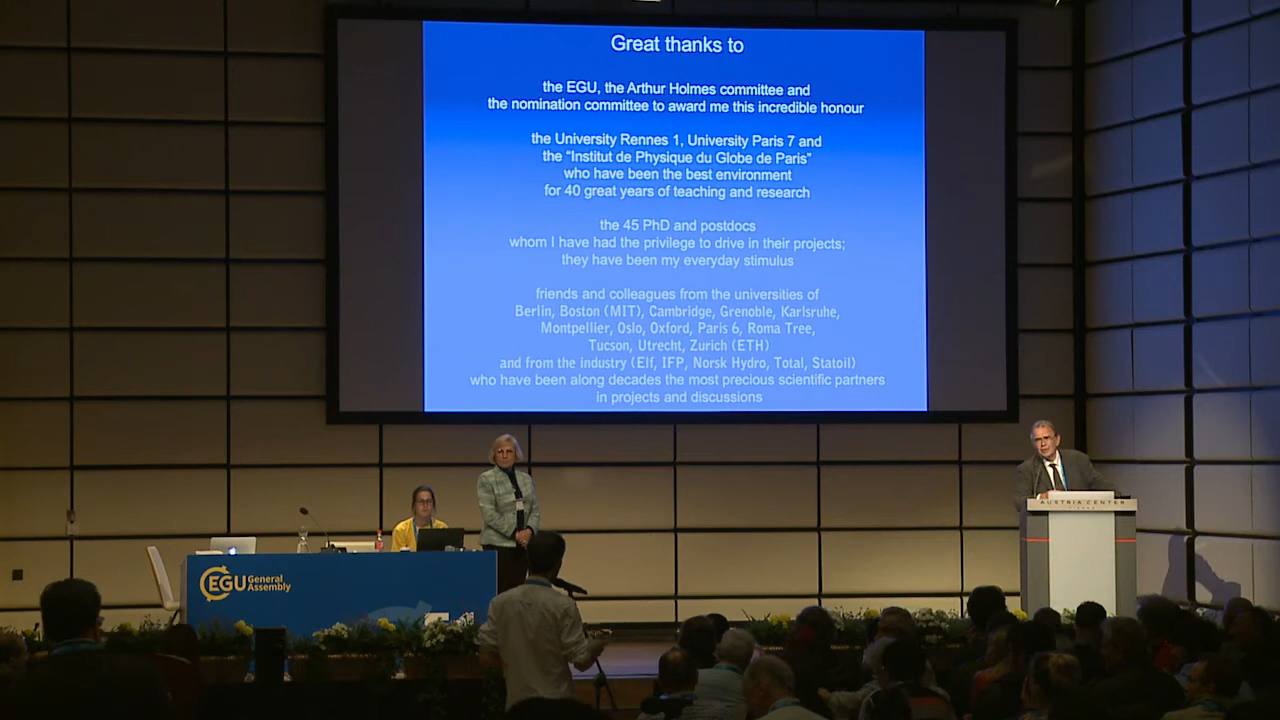 Great thanks to
the EGU, the Arthur Holmes committee and
the nomination committee to award me this incredible honour
the University Rennes 1, University Paris 7 and
the “Institut de Physique du Globe de Paris”
who have been the best environment
for 40 great years of teaching and research
the 45 PhD and postdocs
whom I have had the privilege to drive in their projects;
they have been my everyday stimulus
friends and colleagues from the universities of
Berlin, Boston (MIT), Cambridge, Grenoble, Karlsruhe,
Montpellier, Oslo, Oxford, Paris 6, Roma Tree,
Tucson, Utrecht, Zurich (ETH)
and from the industry (Elf, IFP, Norsk Hydro, Total, Statoil)
who have been along decades the most precious scientific partners
in projects and discussions
AUSTRIA CENTER
VIENNA
EGU General
Assembly